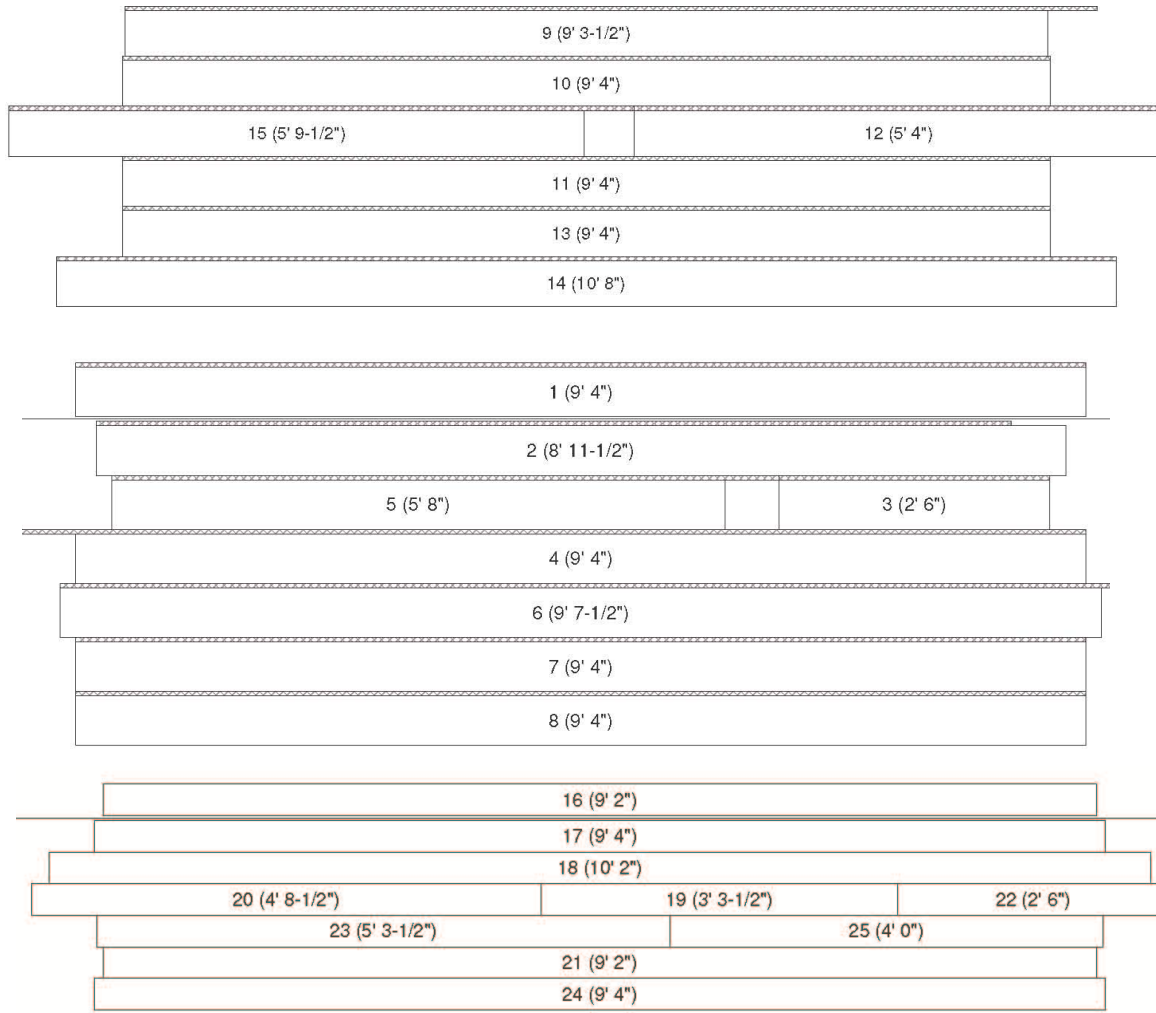 9 (9' 3-1/2")
10 (9' 4")
15 (5' 9-1/2") 12 (5' 4")
11 (9' 4")
13 (9' 4")
14 (10' 8")
1 (9' 4")
2 (8' 11-1/2")
5 (5' 8") 3 (2' 6")
4 (9' 4")
6 (9' 7-1/2")
7 (9' 4")
8 (9' 4")
16 (9' 2")
17 (9' 4")
18 (10' 2")
20 (4' 8-1/2") 19 (3' 3-1/2") 22 (2' 6")
23 (5' 3-1/2") 25 (4' 0")
21 (9' 2")
24 (9' 4")